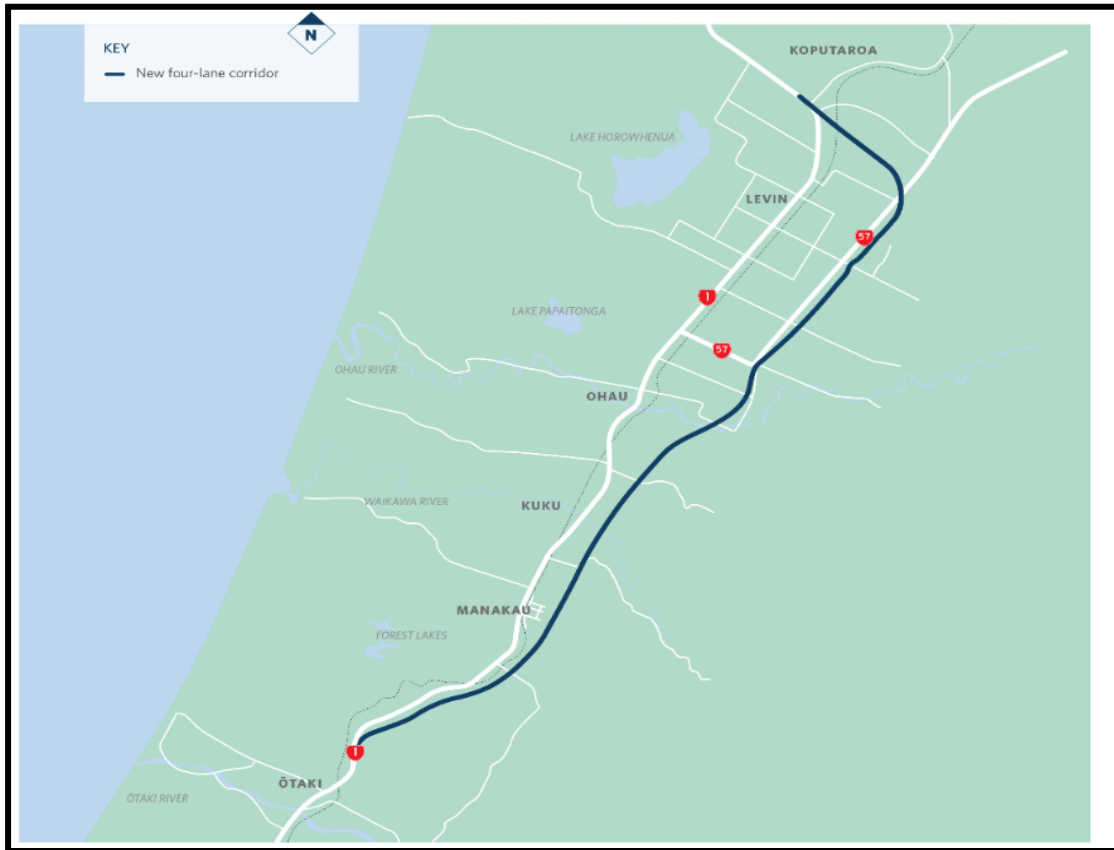 KEY
N
New four-lane corridor
KOPUTAROA
LAKE HOROWHENUA
LEVIN
57
1
LAKE PAPAITONGA
57
OHAU RIVER
OHAU
WAIKAWA RIVER
KUKU
MANAKAU
FOREST LAKES
1
ŌTAKI
ŌTAKI RIVER